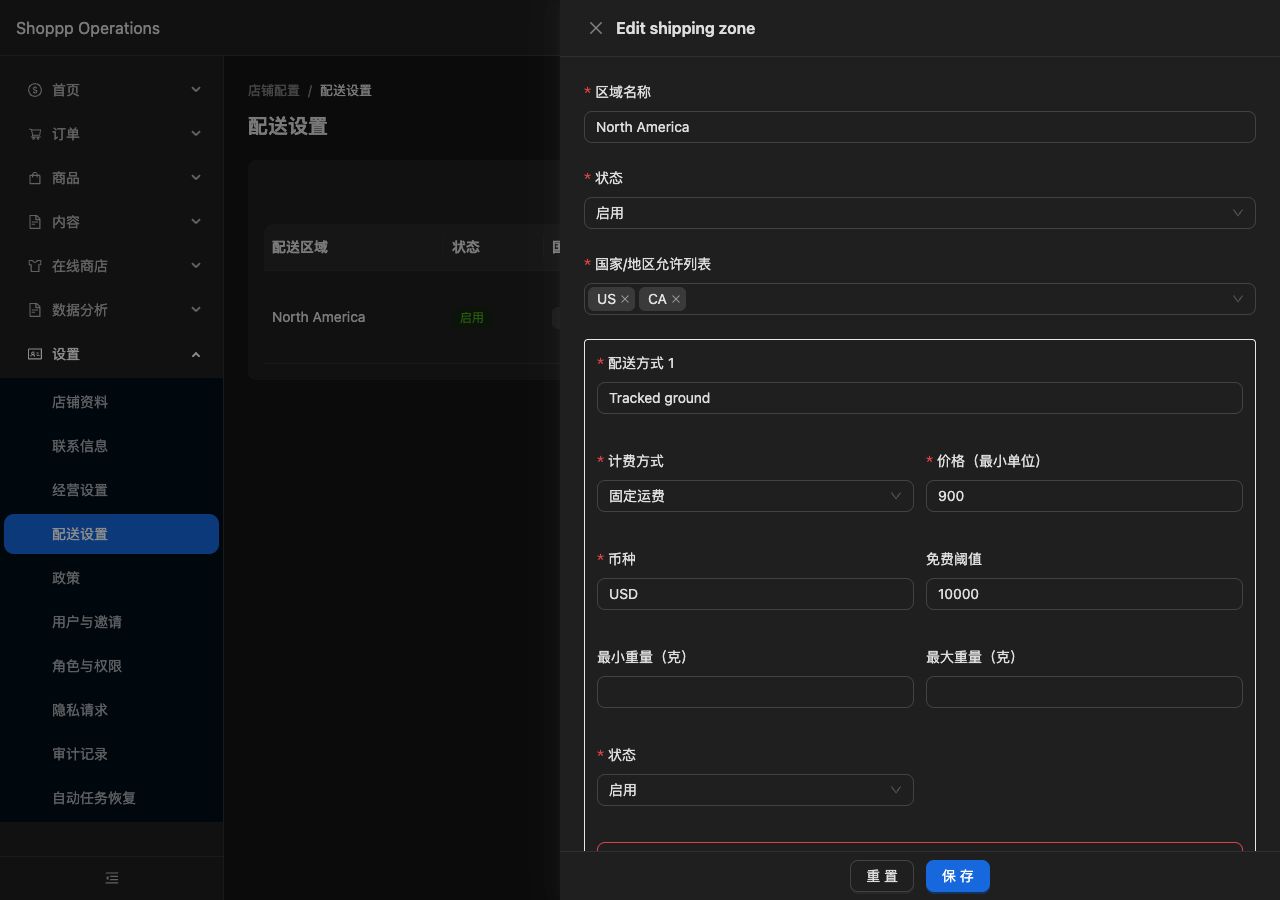 Shoppp Operations
首页
订单
商品
内容
在线商店
数据分析
设置
店铺资料
联系信息
经营设置
配送设置
政策
用户与邀请
角色与权限
隐私请求
审计记录
自动任务恢复
店铺配置 / 配送设置
配送设置
配送区域 状态
North America 启用
Edit shipping zone
* 区域名称
North America
* 状态
启用
* 国家/地区允许列表
US CA
* 配送方式 1
Tracked ground
* 计费方式 * 价格（最小单位）
固定运费 900
* 币种 免费阈值
USD 10000
最小重量（克） 最大重量（克）
* 状态
启用
重 置 保 存